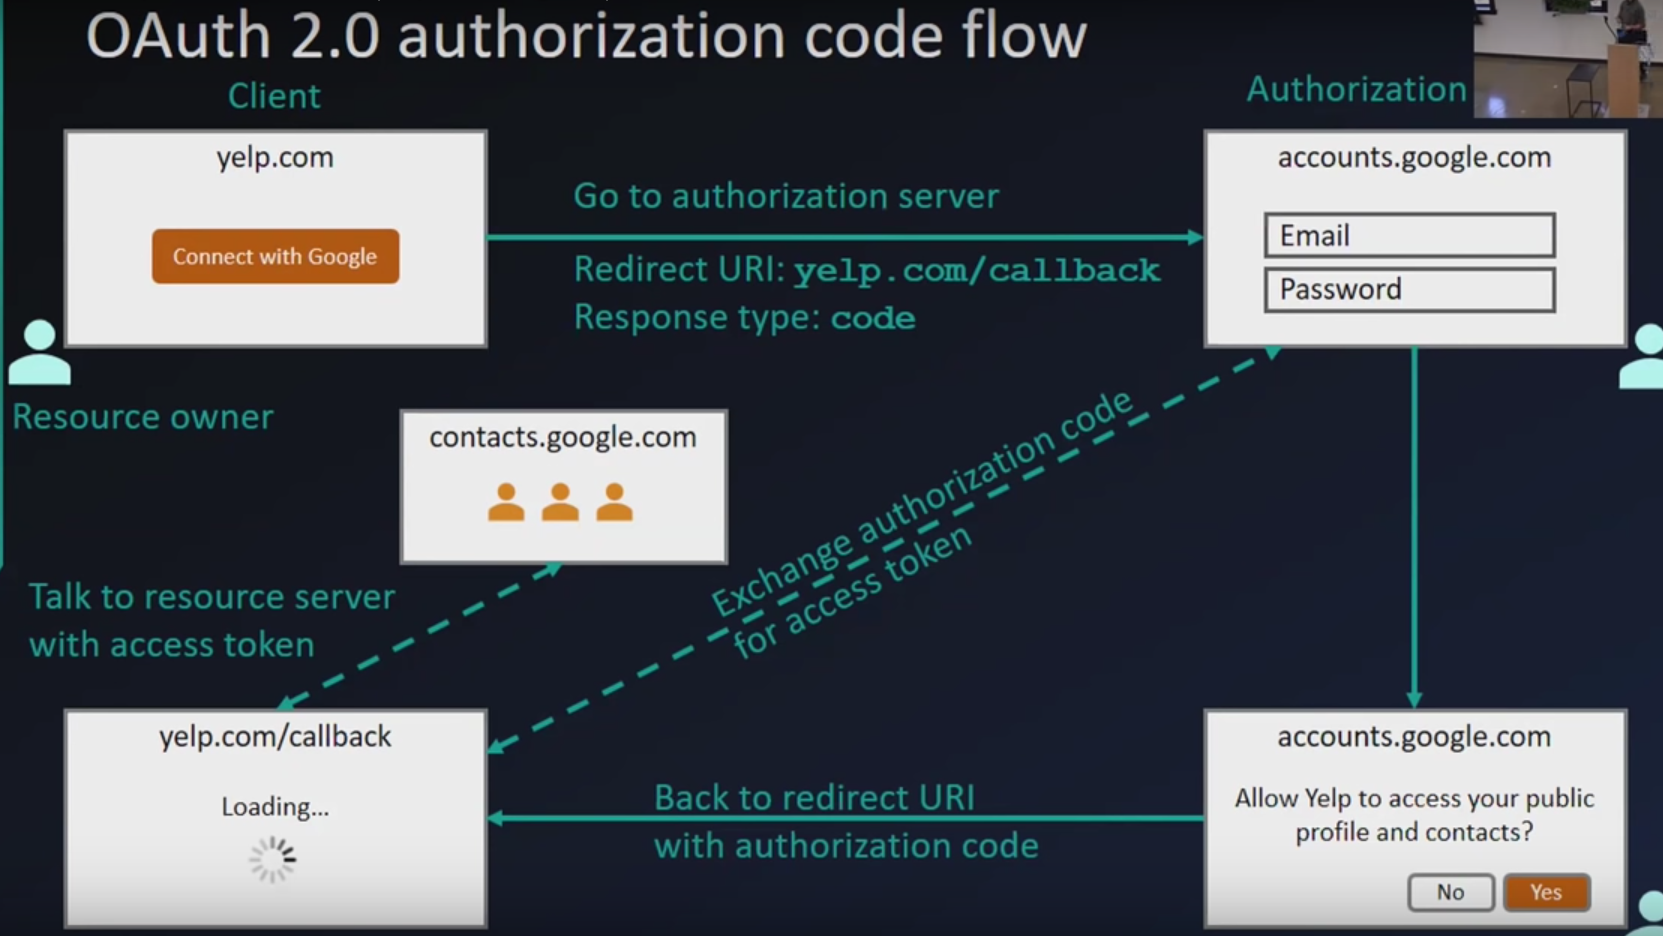 OAuth 2.0 authorization code flow
Client
Authorization
yelp.com
Connect with Google
Go to authorization server
Redirect URI: yelp.com/callback
Response type: code
accounts.google.com
Email
Password
Resource owner
contacts.google.com
Exchange authorization code
for access token
Talk to resource server
with access token
yelp.com/callback
Loading...
Back to redirect URI
with authorization code
accounts.google.com
Allow Yelp to access your public
profile and contacts?
No
Yes